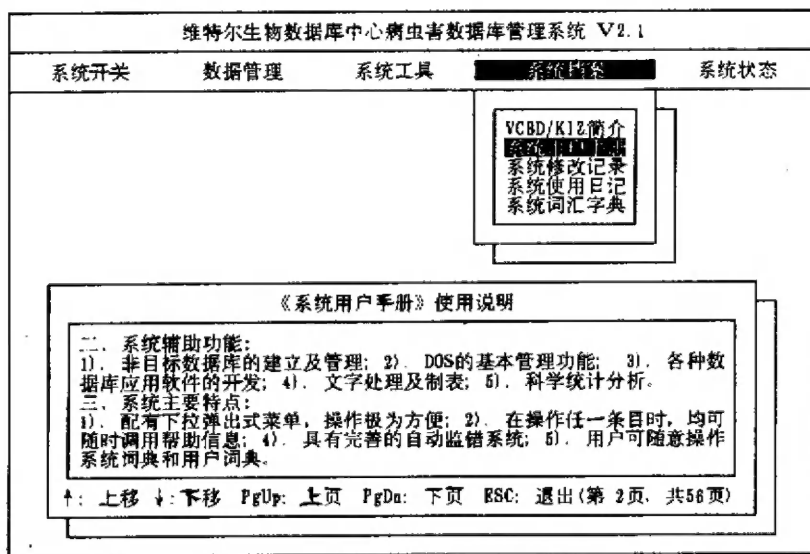 维特尔生物数据库中心病虫害数据库管理系统 V2.1
系统开关 数据管理 系统工具 系统档案 系统状态
VCBD/KIZ简介
系统
系统修改记录
系统使用日记
系统词汇字典
《系统用户手册》使用说明
二. 系统辅助功能:
1). 非目标数据库的建立及管理; 2). DOS的基本管理功能; 3). 各种数
据库应用软件的开发; 4). 文字处理及制表; 5). 科学统计分析。
三. 系统主要特点:
1). 配有下拉弹出式菜单, 操作极为方便; 2). 在操作任一条目时, 均可
随时调用帮助信息; 4). 具有完善的自动监错系统; 5). 用户可随意操作
系统词典和用户词典。
↑: 上移 ↓: 下移 PgUp: 上页 PgDn: 下页 ESC: 退出(第 2页, 共56页)